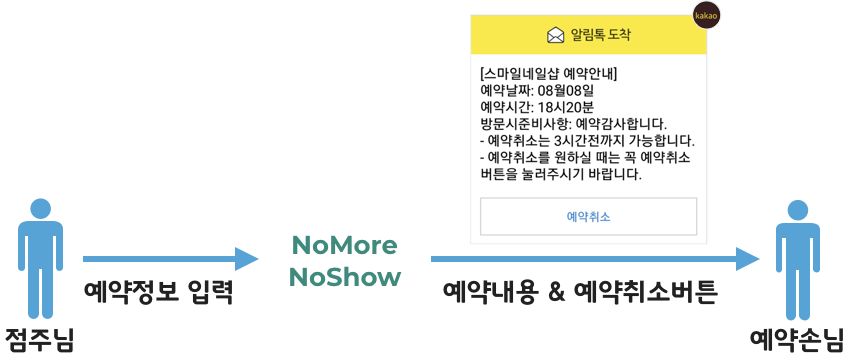 kakao
알림톡 도착
[스마일네일샵 예약안내]
예약날짜: 08월08일
예약시간: 18시20분
방문시준비사항: 예약감사합니다.
- 예약취소는 3시간전까지 가능합니다.
- 예약취소를 원하실 때는 꼭 예약취소
버튼을 눌러주시기 바랍니다.
예약취소
NoMore
NoShow
예약정보 입력
예약내용 & 예약취소버튼
점주님
예약손님